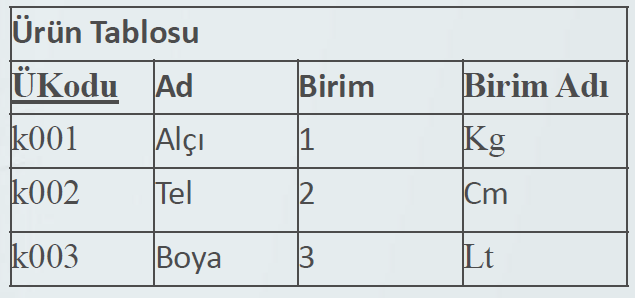 Ürün Tablosu
ÜKodu Ad Birim Birim Adı
k001 Alçı 1 Kg
k002 Tel 2 Cm
k003 Boya 3 Lt